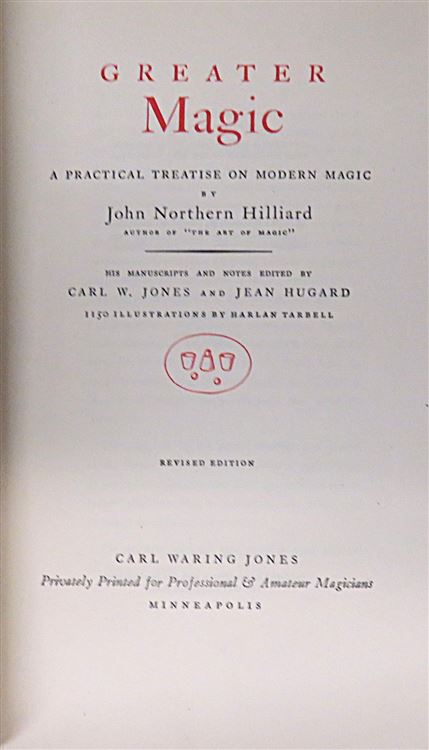 GREATER
Magic
A PRACTICAL TREATISE ON MODERN MAGIC
BY
John Northern Hilliard
AUTHOR OF "THE ART OF MAGIC"
HIS MANUSCRIPTS AND NOTES EDITED BY
CARL W. JONES AND JEAN HUGARD
1150 ILLUSTRATIONS BY HARLAN TARBELL
REVISED EDITION
CARL WARING JONES
Privately Printed for Professional & Amateur Magicians
MINNEAPOLIS